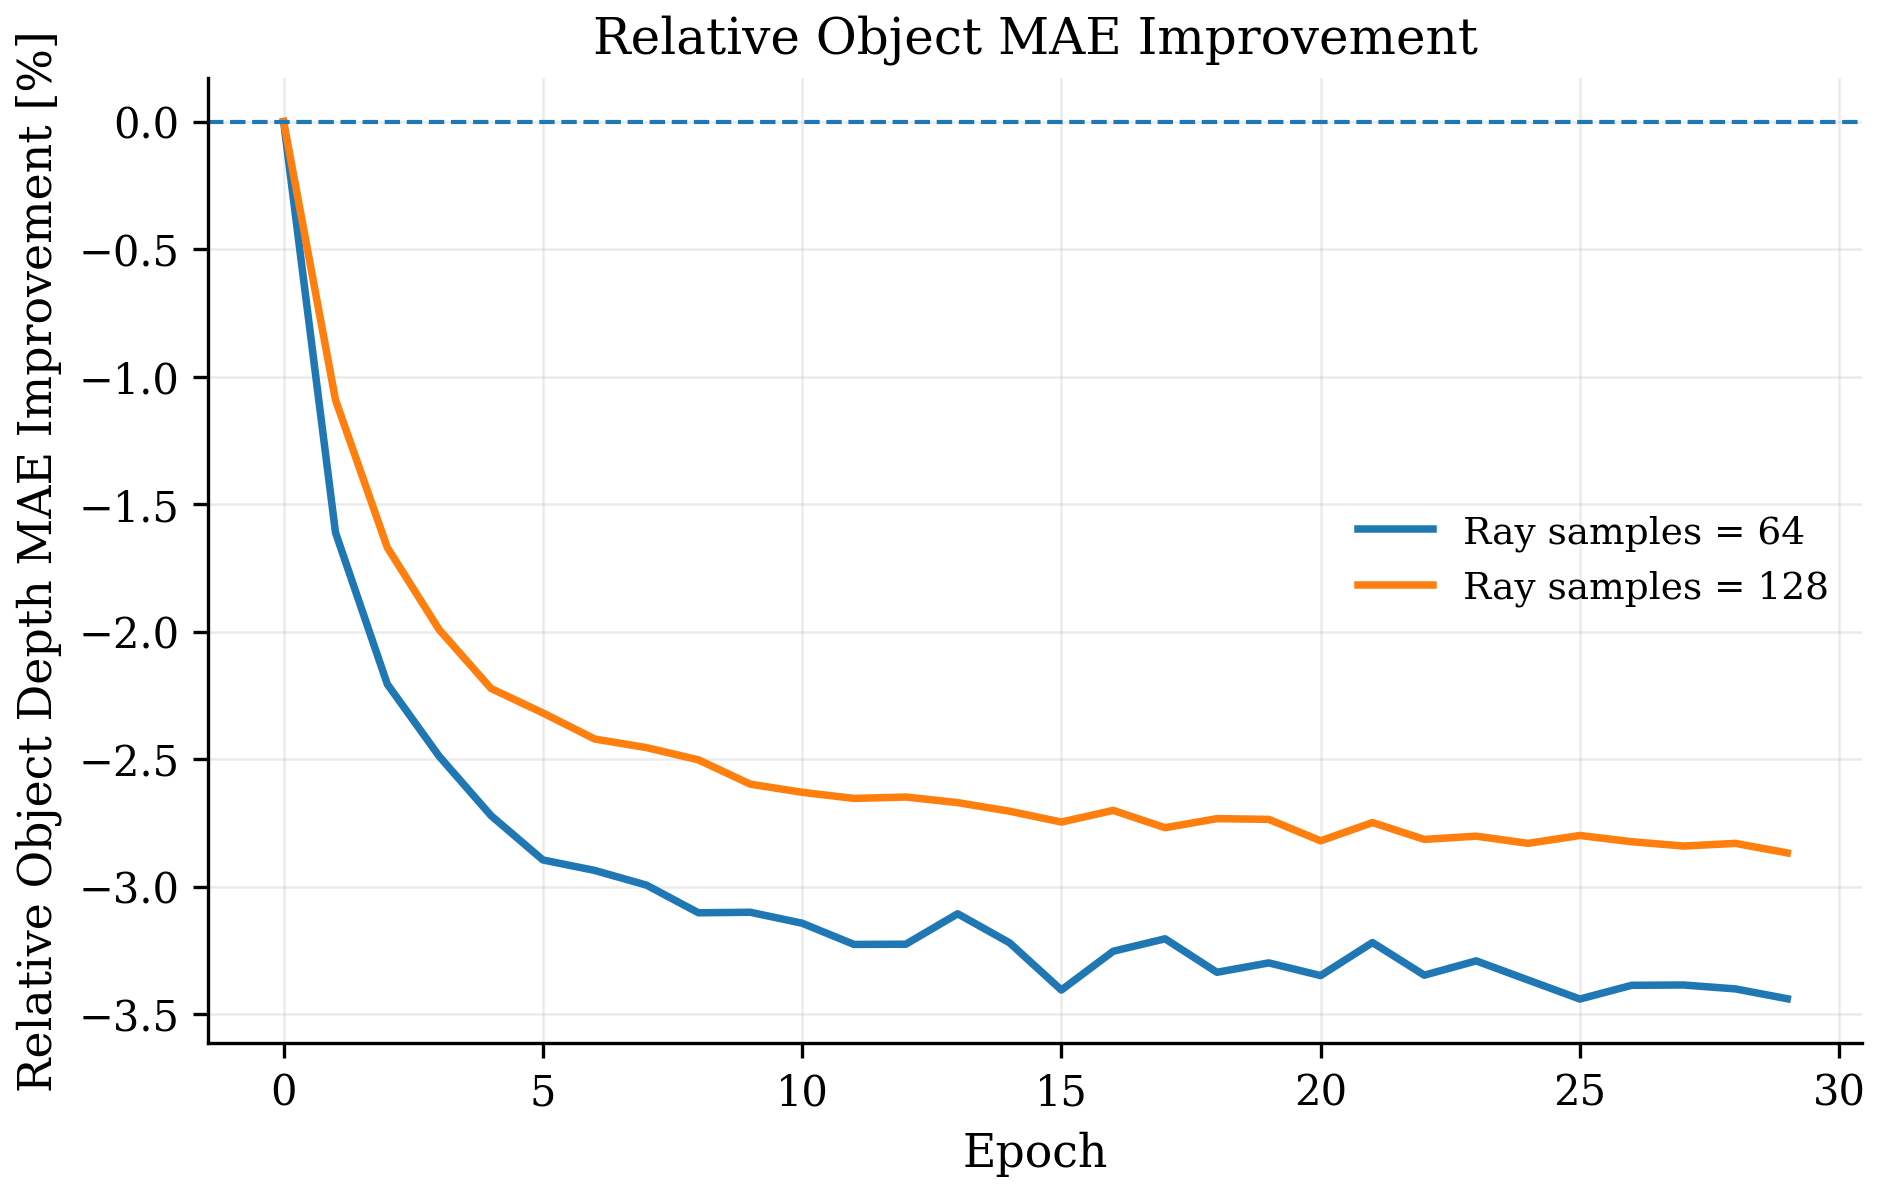 Relative Object MAE Improvement
Relative Object Depth MAE Improvement [%]
0.0
−0.5
−1.0
−1.5
−2.0
−2.5
−3.0
−3.5
Ray samples = 64
Ray samples = 128
0 5 10 15 20 25 30
Epoch